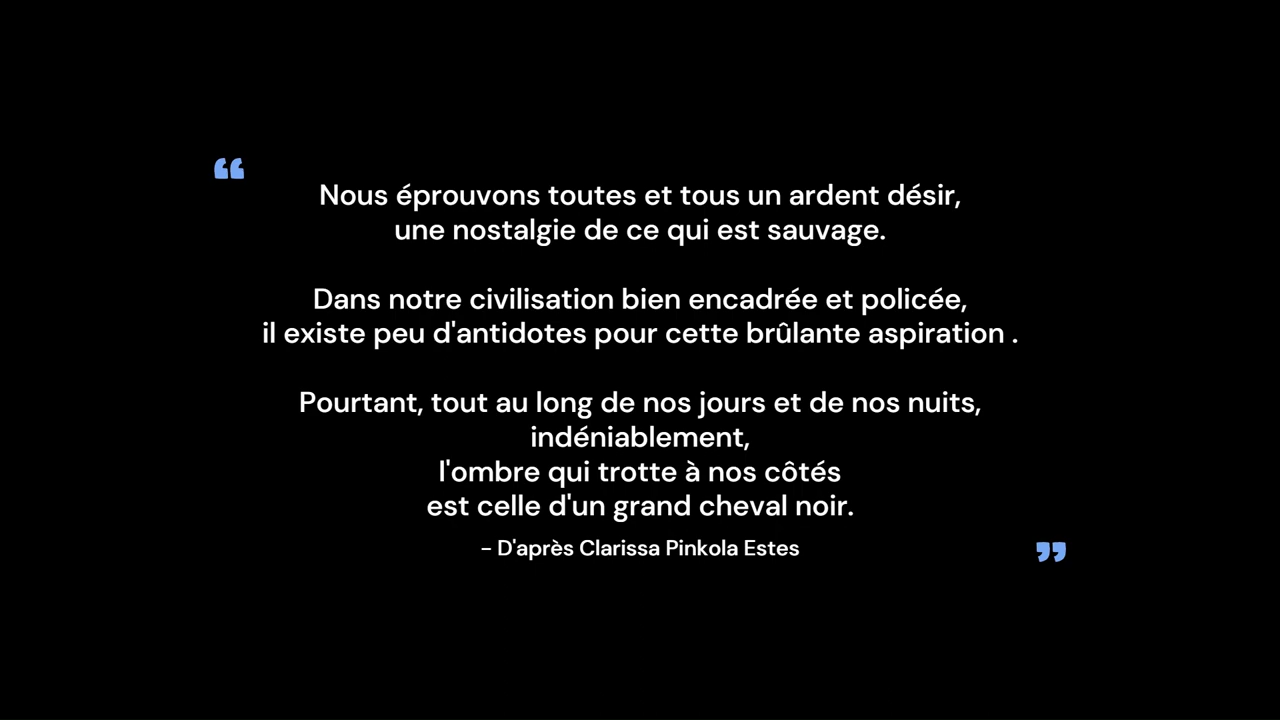 “
Nous éprouvons toutes et tous un ardent désir,
une nostalgie de ce qui est sauvage.
Dans notre civilisation bien encadrée et policée,
il existe peu d'antidotes pour cette brûlante aspiration .
Pourtant, tout au long de nos jours et de nos nuits,
indéniablement,
l'ombre qui trotte à nos côtés
est celle d'un grand cheval noir.
– D'après Clarissa Pinkola Estes
”